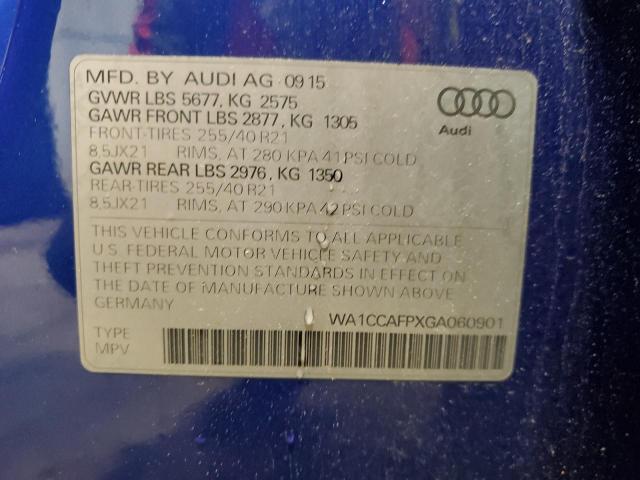 MFD. BY AUDI AG 09 15
GVWR LBS 5677, KG 2575
GAWR FRONT LBS 2877, KG 1305
FRONT-TIRES 255/40 R21
8,5JX21 RIMS, AT 280 KPA 41 PSI COLD
GAWR REAR LBS 2976, KG 1350
REAR-TIRES 255/40 R21
8,5JX21 RIMS, AT 290 KPA 42 PSI COLD
Audi
THIS VEHICLE CONFORMS TO ALL APPLICABLE
U.S. FEDERAL MOTOR VEHICLE SAFETY AND
THEFT PREVENTION STANDARDS IN EFFECT ON
THE DATE OF MANUFACTURE SHOWN ABOVE
GERMANY
WA1CCAFPXGA060901
TYPE
MPV